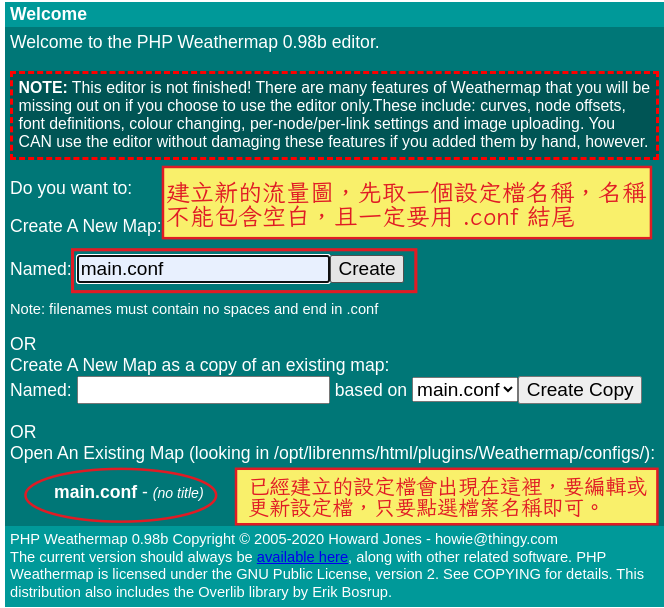 Welcome
Welcome to the PHP Weathermap 0.98b editor.
NOTE: This editor is not finished! There are many features of Weathermap that you will be
missing out on if you choose to use the editor only.These include: curves, node offsets,
font definitions, colour changing, per-node/per-link settings and image uploading. You
CAN use the editor without damaging these features if you added them by hand, however.
Do you want to:
建立新的流量圖，先取一個設定檔名稱，名稱
不能包含空白，且一定要用 .conf 結尾
Create A New Map:
Named: main.conf Create
Note: filenames must contain no spaces and end in .conf
OR
Create A New Map as a copy of an existing map:
Named: based on main.conf Create Copy
OR
Open An Existing Map (looking in /opt/librenms/html/plugins/Weathermap/configs/):
main.conf - (no title)
已經建立的設定檔會出現在這裡，要編輯或
更新設定檔，只要點選檔案名稱即可。
PHP Weathermap 0.98b Copyright © 2005-2020 Howard Jones - howie@thingy.com
The current version should always be available here, along with other related software. PHP
Weathermap is licensed under the GNU Public License, version 2. See COPYING for details. This
distribution also includes the Overlib library by Erik Bosrup.